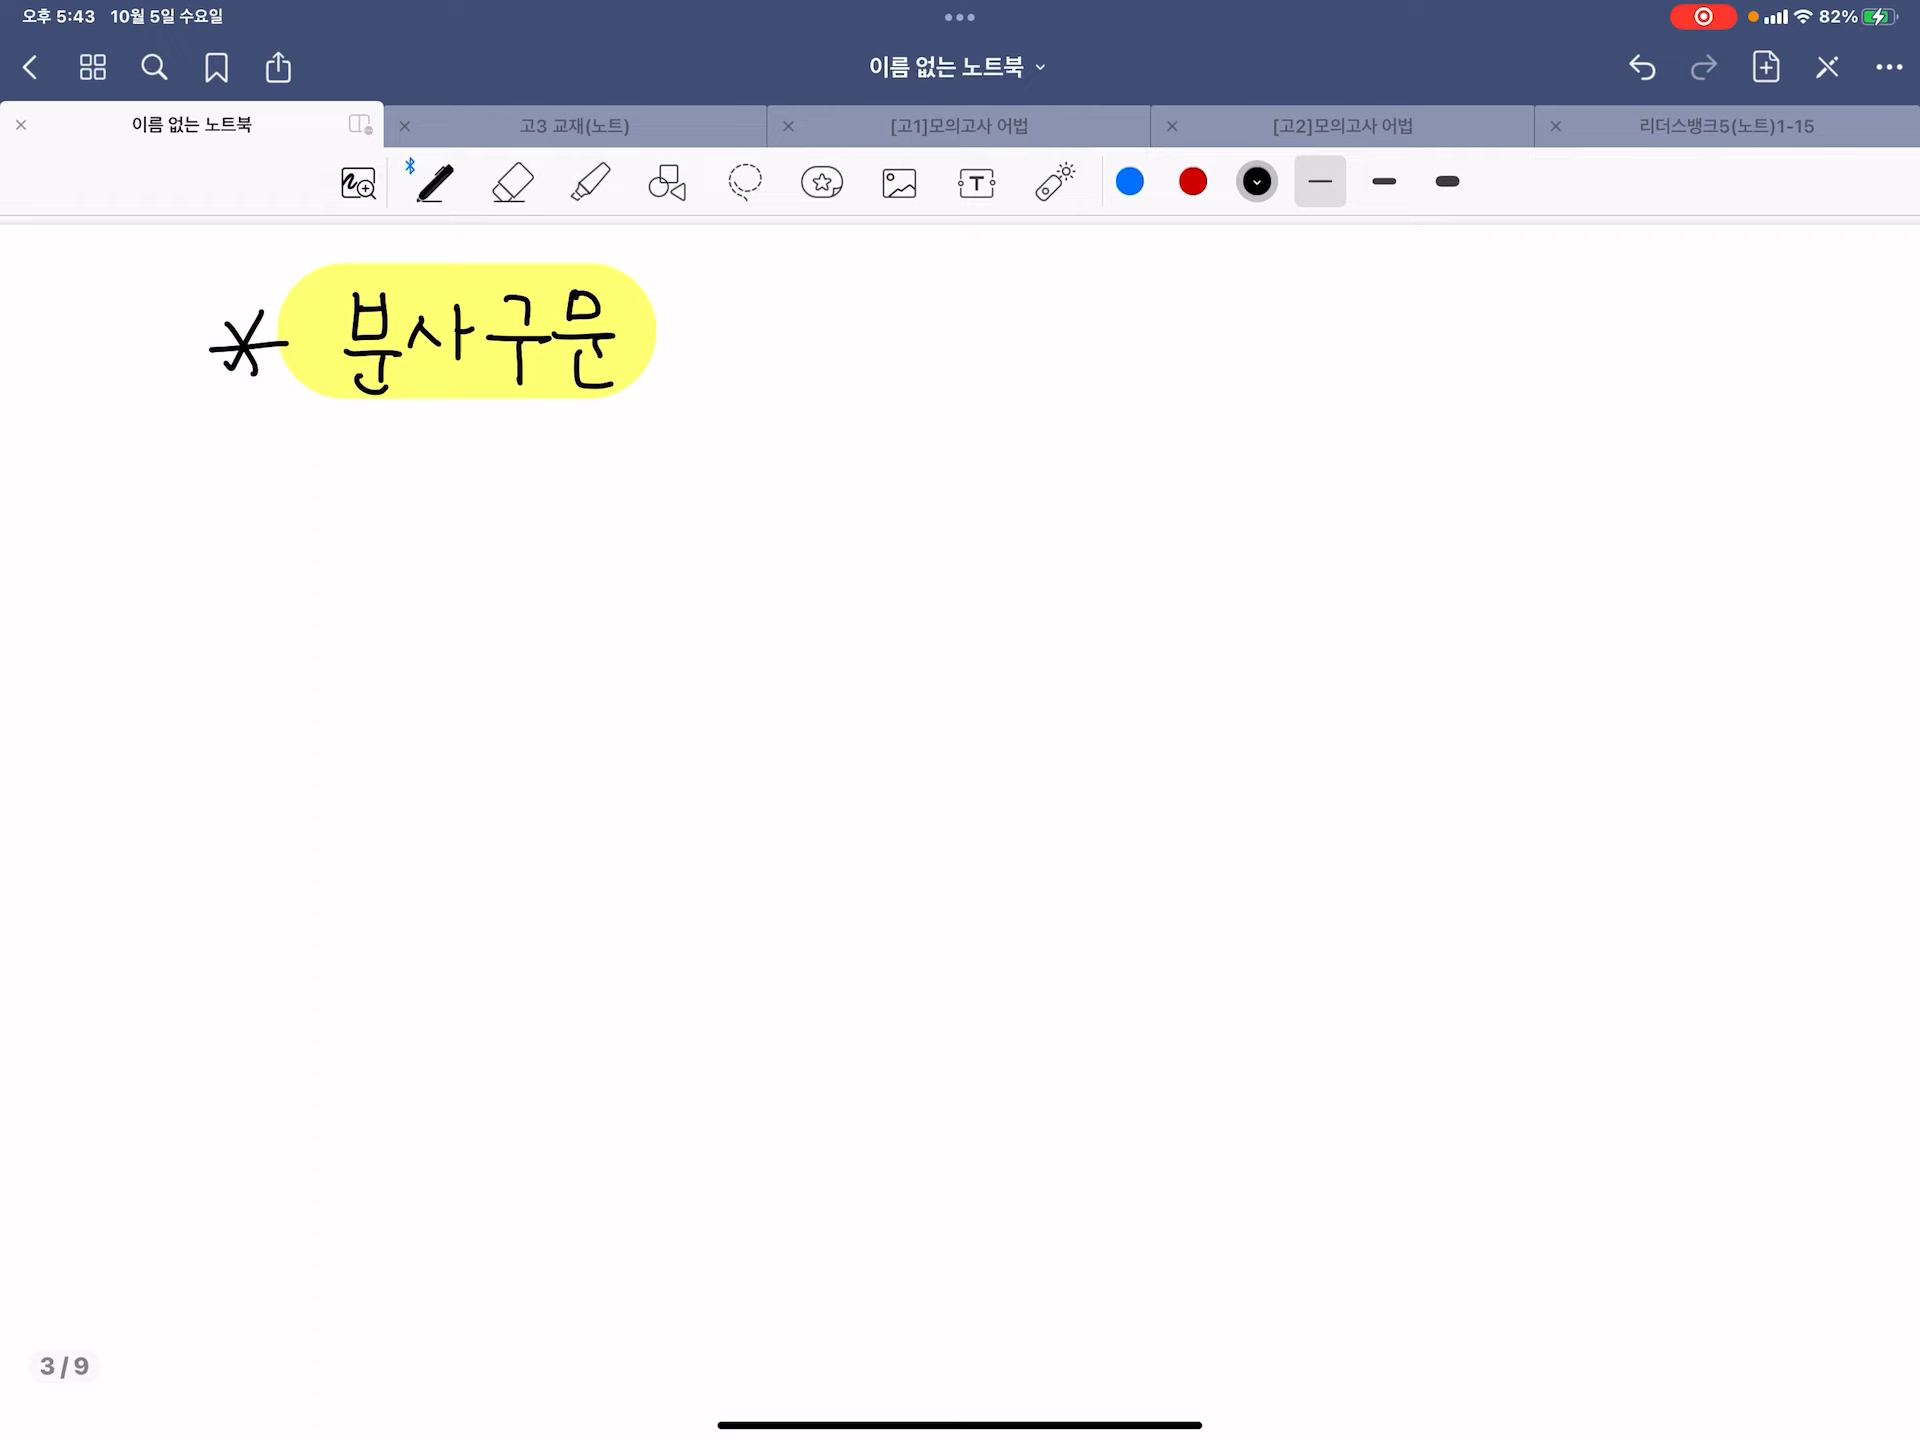 오후 5:43 10월 5일 수요일 82%
이름 없는 노트북
이름 없는 노트북 고3 교재(노트) [고1]모의고사 어법 [고2]모의고사 어법 리더스뱅크5(노트)1-15
T
* 분사구문
3 / 9